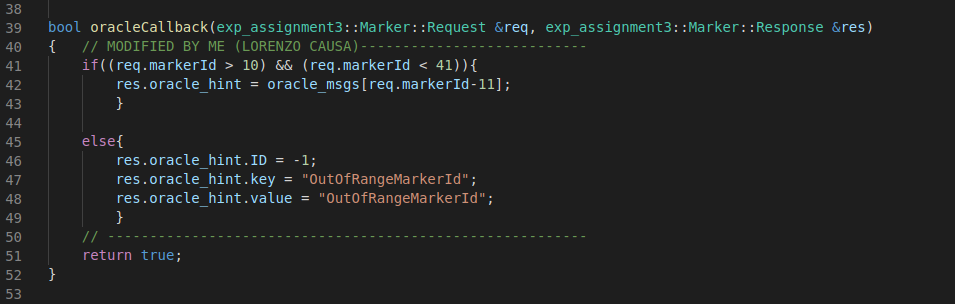 38
39 bool oracleCallback(exp_assignment3::Marker::Request &req, exp_assignment3::Marker::Response &res)
40 {   // MODIFIED BY ME (LORENZO CAUSA)---------------------------
41     if((req.markerId > 10) && (req.markerId < 41)){
42         res.oracle_hint = oracle_msgs[req.markerId-11];
43         }
44
45     else{
46         res.oracle_hint.ID = -1;
47         res.oracle_hint.key = "OutOfRangeMarkerId";
48         res.oracle_hint.value = "OutOfRangeMarkerId";
49         }
50     // ---------------------------------------------------------
51     return true;
52 }
53